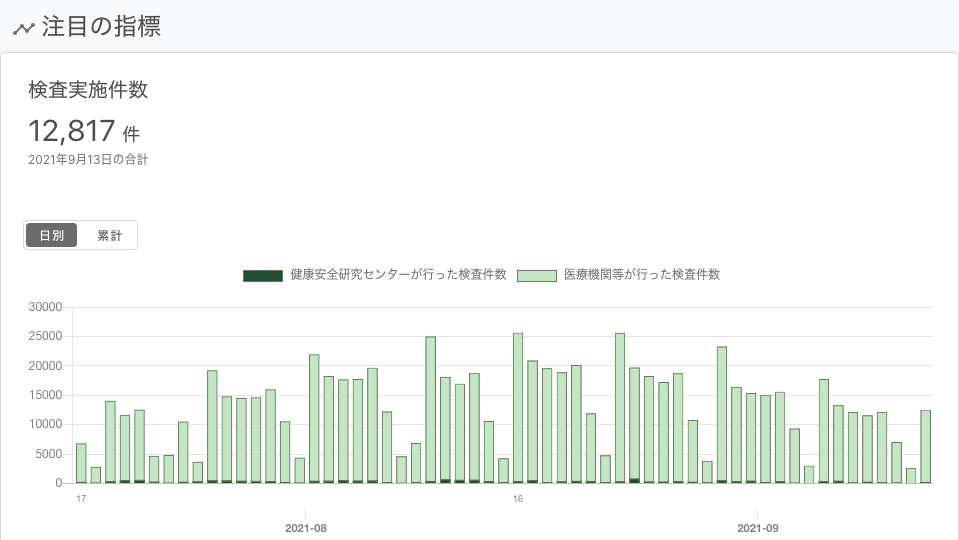 注目の指標
検査実施件数
12,817 件
2021年9月13日の合計
日別 累計
健康安全研究センターが行った検査件数 医療機関等が行った検査件数
30000
25000
20000
15000
10000
5000
0
17 16
2021-08 2021-09